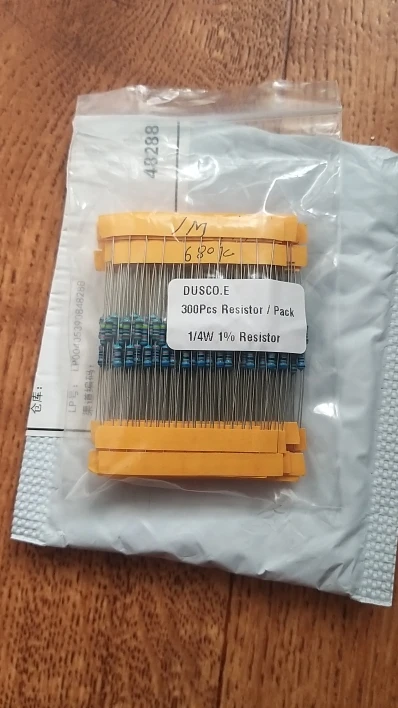 48288
1M
680k
DUSCO.E
300Pcs Resistor / Pack
1/4W 1% Resistor
仓库：